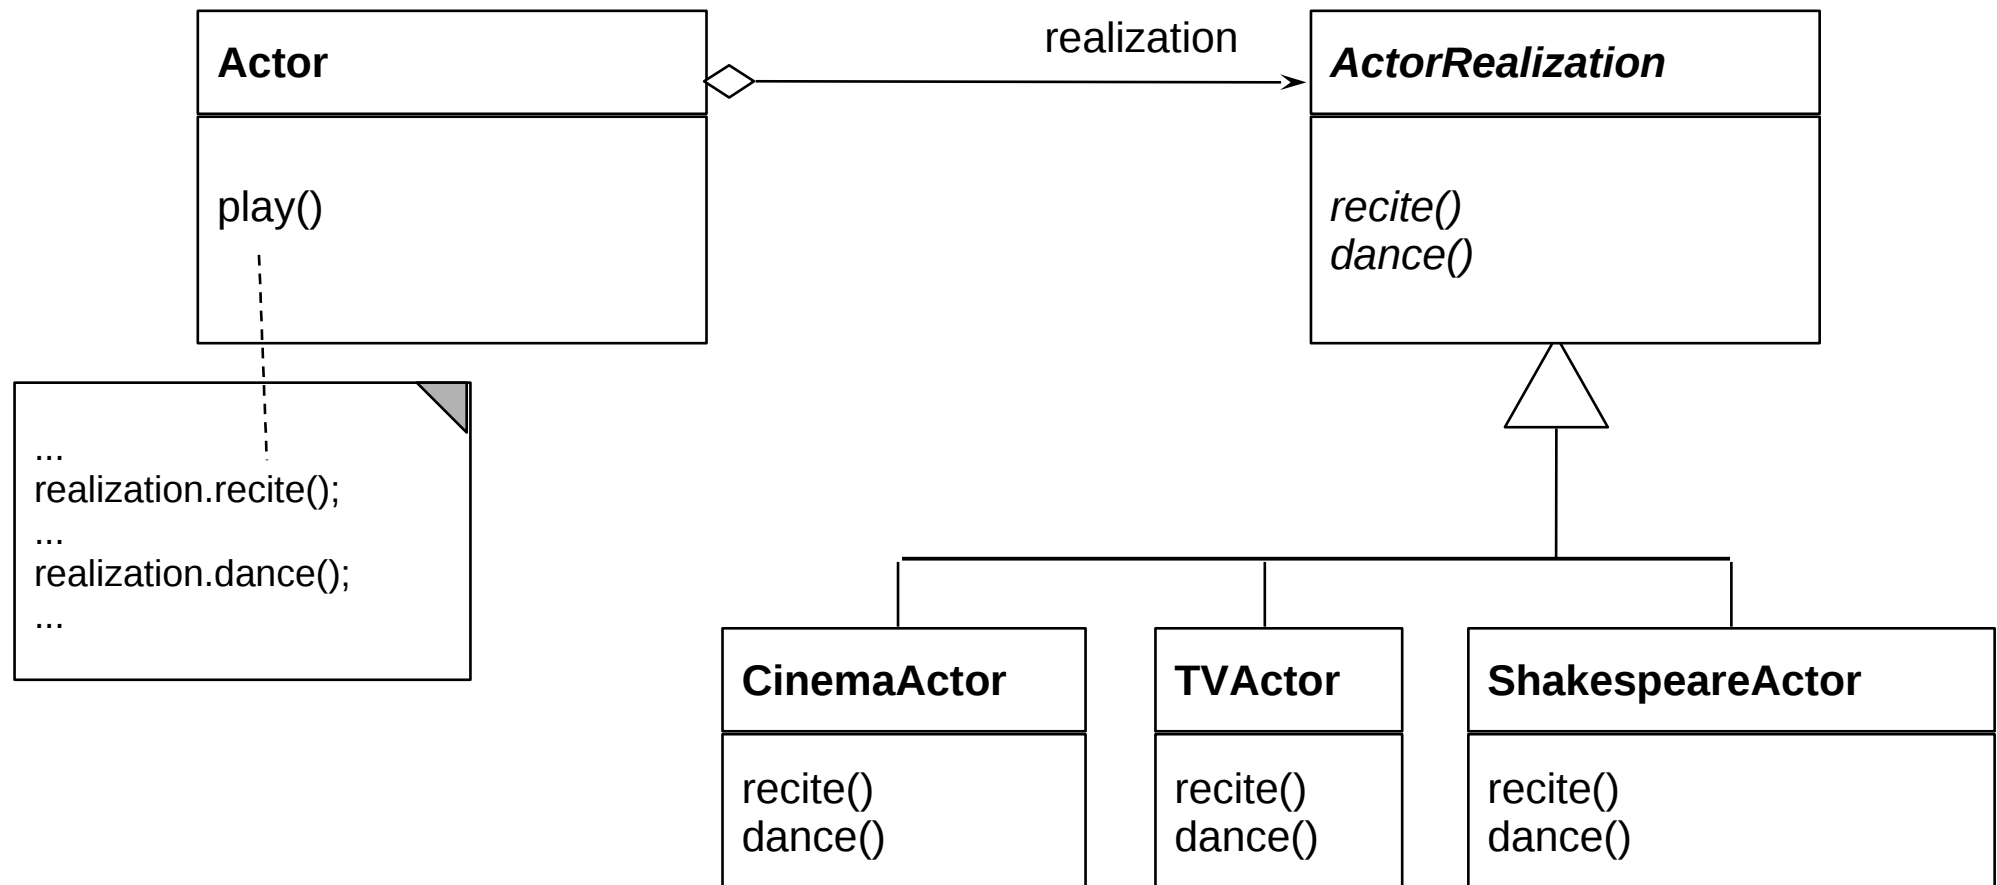 Actor
realization
ActorRealization
play()
recite()
dance()
...
realization.recite();
...
realization.dance();
...
CinemaActor
TVActor
ShakespeareActor
recite()
dance()
recite()
dance()
recite()
dance()